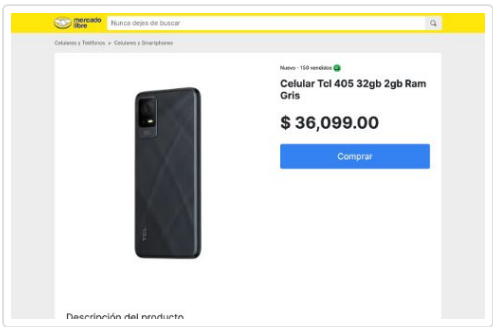 mercado
libre
Nunca dejes de buscar
Celulares y Teléfonos > Celulares y Smartphones
Nuevo - 150 vendidos
Celular Tcl 405 32gb 2gb Ram
Gris
$ 36,099.00
Comprar
TCL
Descripción del producto